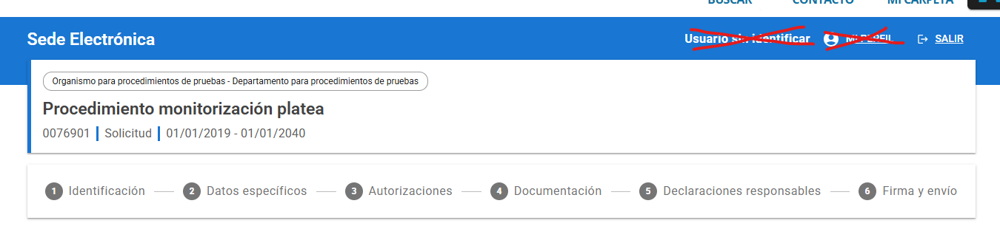 BUSCAR CONTACTO MI CARPETA
Sede Electrónica Usuario sin identificar MI PERFIL SALIR
Organismo para procedimientos de pruebas - Departamento para procedimientos de pruebas
Procedimiento monitorización platea
0076901 Solicitud 01/01/2019 - 01/01/2040
1 Identificación 2 Datos específicos 3 Autorizaciones 4 Documentación 5 Declaraciones responsables 6 Firma y envío